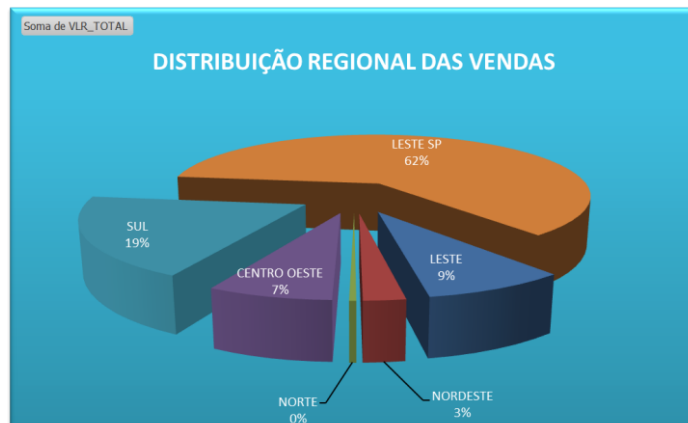 Soma de VLR_TOTAL
DISTRIBUIÇÃO REGIONAL DAS VENDAS
LESTE SP
62%
SUL
19%
CENTRO OESTE
7%
LESTE
9%
NORTE
0%
NORDESTE
3%